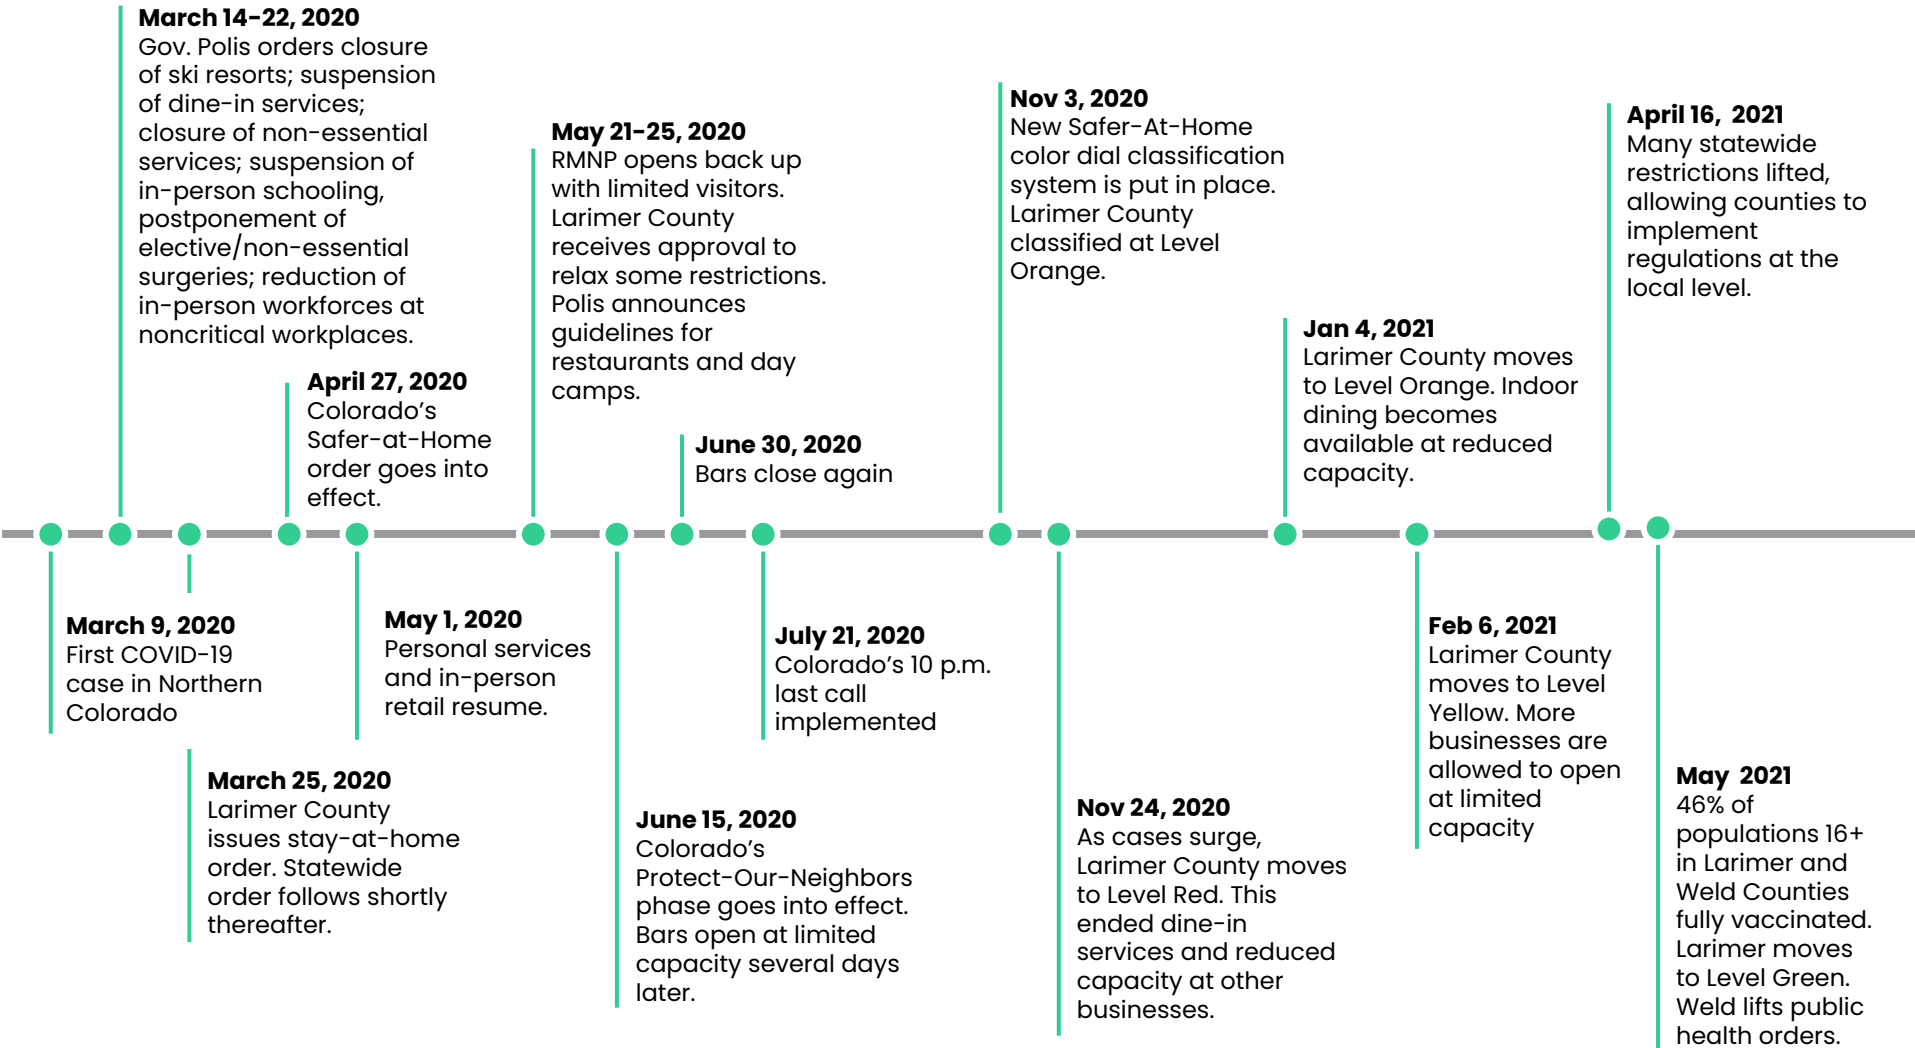 March 14-22, 2020
Gov. Polis orders closure
of ski resorts; suspension
of dine-in services;
closure of non-essential
services; suspension of
in-person schooling,
postponement of
elective/non-essential
surgeries; reduction of
in-person workforces at
noncritical workplaces.
April 27, 2020
Colorado's
Safer-at-Home
order goes into
effect.
May 21-25, 2020
RMNP opens back up
with limited visitors.
Larimer County
receives approval to
relax some restrictions.
Polis announces
guidelines for
restaurants and day
camps.
June 30, 2020
Bars close again
Nov 3, 2020
New Safer-At-Home
color dial classification
system is put in place.
Larimer County
classified at Level
Orange.
Jan 4, 2021
Larimer County moves
to Level Orange. Indoor
dining becomes
available at reduced
capacity.
April 16, 2021
Many statewide
restrictions lifted,
allowing counties to
implement
regulations at the
local level.
March 9, 2020
First COVID-19
case in Northern
Colorado
March 25, 2020
Larimer County
issues stay-at-home
order. Statewide
order follows shortly
thereafter.
May 1, 2020
Personal services
and in-person
retail resume.
June 15, 2020
Colorado's
Protect-Our-Neighbors
phase goes into effect.
Bars open at limited
capacity several days
later.
July 21, 2020
Colorado's 10 p.m.
last call
implemented
Nov 24, 2020
As cases surge,
Larimer County moves
to Level Red. This
ended dine-in
services and reduced
capacity at other
businesses.
Feb 6, 2021
Larimer County
moves to Level
Yellow. More
businesses are
allowed to open
at limited
capacity
May 2021
46% of
populations 16+
in Larimer and
Weld Counties
fully vaccinated.
Larimer moves
to Level Green.
Weld lifts public
health orders.